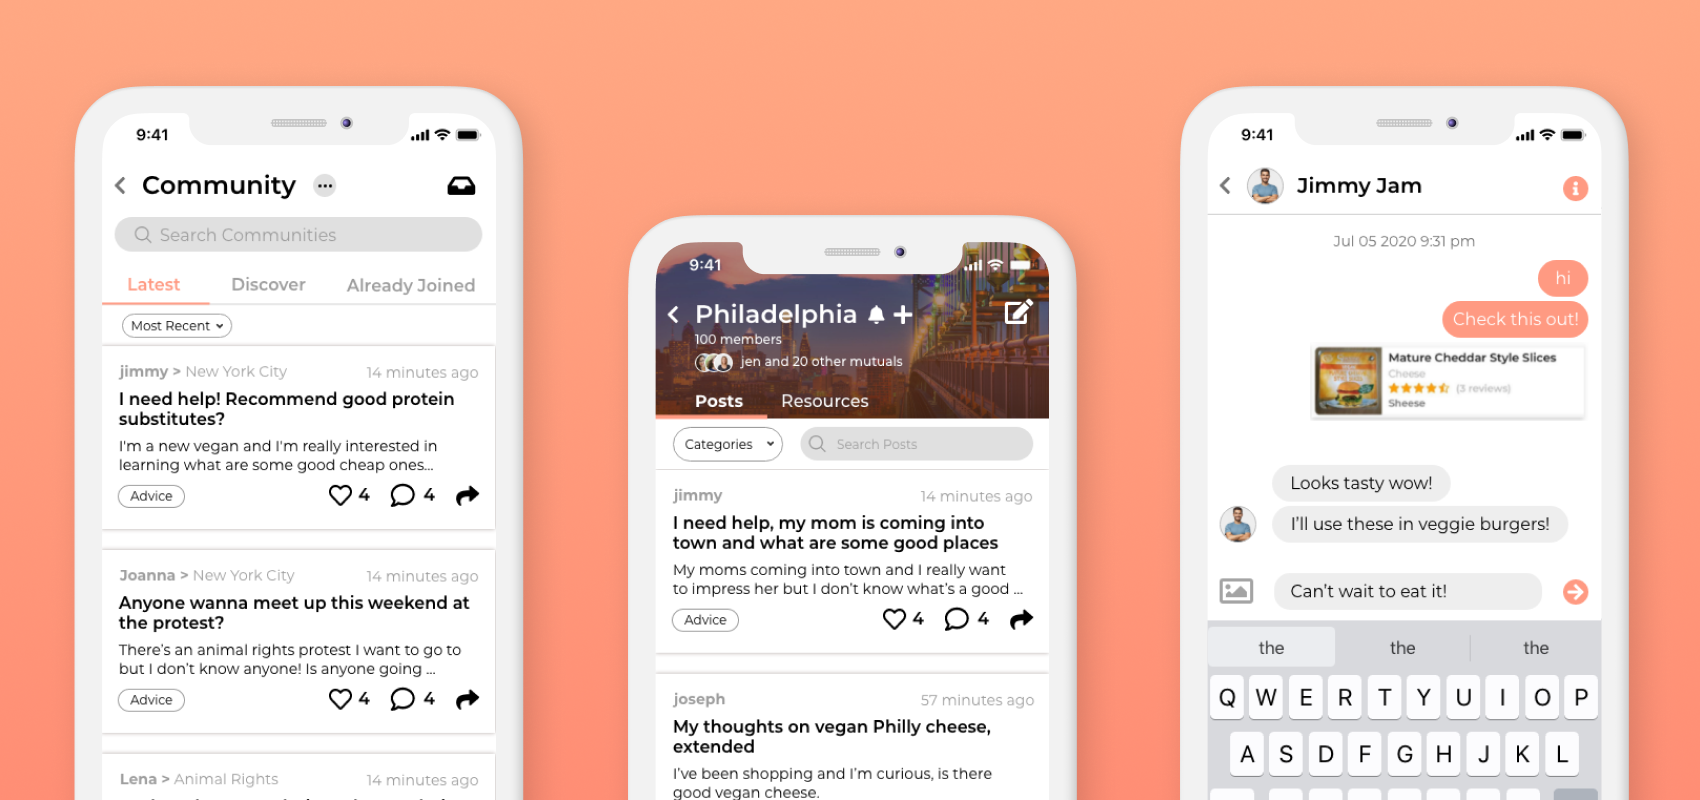 9:41
Community
Search Communities
Latest Discover Already Joined
Most Recent
jimmy > New York City 14 minutes ago
I need help! Recommend good protein
substitutes?
I'm a new vegan and I'm really interested in
learning what are some good cheap ones...
Advice 4 4
Joanna > New York City 14 minutes ago
Anyone wanna meet up this weekend at
the protest?
There's an animal rights protest I want to go to
but I don't know anyone! Is anyone going ...
Advice 4 4
Lena > Animal Rights 14 minutes ago
9:41
Philadelphia
100 members
jen and 20 other mutuals
Posts Resources
Categories Search Posts
jimmy 14 minutes ago
I need help, my mom is coming into
town and what are some good places
My moms coming into town and I really want
to impress her but I don't know what's a good ...
Advice 4 4
joseph 57 minutes ago
My thoughts on vegan Philly cheese,
extended
I've been shopping and I'm curious, is there
good vegan cheese.
9:41
Jimmy Jam
Jul 05 2020 9:31 pm
hi
Check this out!
Mature Cheddar Style Slices
Cheese
(3 reviews)
Sheese
Looks tasty wow!
I'll use these in veggie burgers!
Can't wait to eat it!
the the the
Q W E R T Y U I O P
A S D F G H J K L